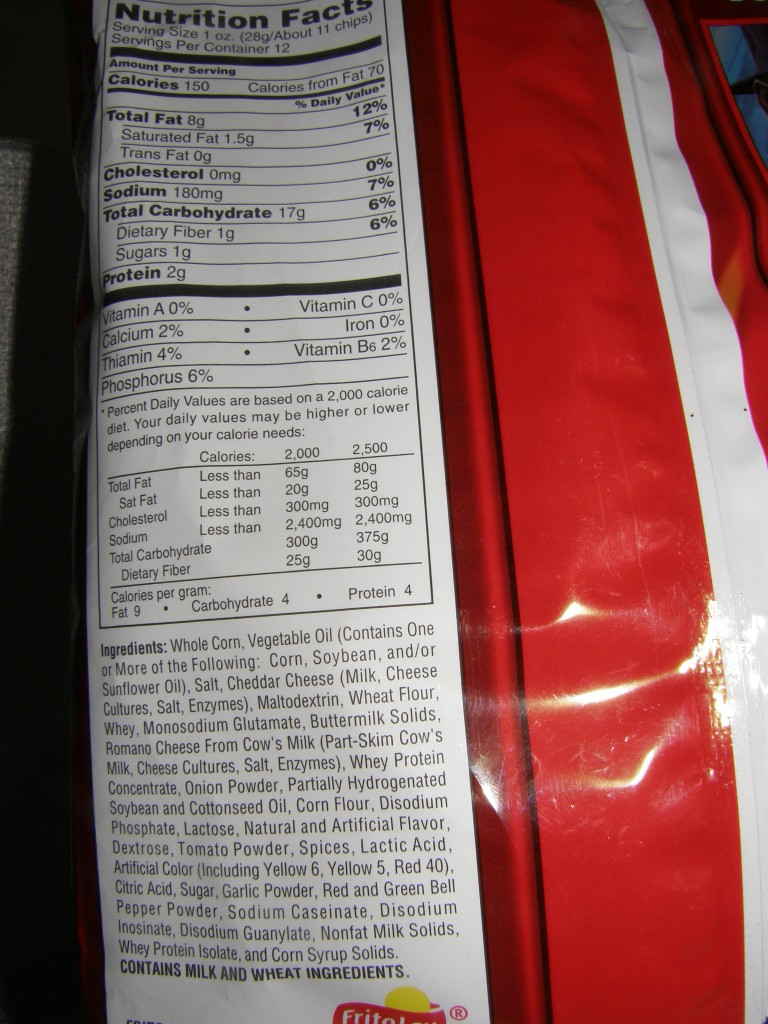 Nutrition Facts
Serving Size 1 oz. (28g/About 11 chips)
Servings Per Container 12
Amount Per Serving
Calories 150 Calories from Fat 70
% Daily Value*
Total Fat 8g 12%
Saturated Fat 1.5g 7%
Trans Fat 0g
Cholesterol 0mg 0%
Sodium 180mg 7%
Total Carbohydrate 17g 6%
Dietary Fiber 1g 6%
Sugars 1g
Protein 2g
Vitamin A 0% • Vitamin C 0%
Calcium 2% • Iron 0%
Thiamin 4% • Vitamin B6 2%
Phosphorus 6%
* Percent Daily Values are based on a 2,000 calorie
diet. Your daily values may be higher or lower
depending on your calorie needs:
Calories: 2,000 2,500
Total Fat Less than 65g 80g
Sat Fat Less than 20g 25g
Cholesterol Less than 300mg 300mg
Sodium Less than 2,400mg 2,400mg
Total Carbohydrate 300g 375g
Dietary Fiber 25g 30g
Calories per gram:
Fat 9 • Carbohydrate 4 • Protein 4
Ingredients: Whole Corn, Vegetable Oil (Contains One
or More of the Following: Corn, Soybean, and/or
Sunflower Oil), Salt, Cheddar Cheese (Milk, Cheese
Cultures, Salt, Enzymes), Maltodextrin, Wheat Flour,
Whey, Monosodium Glutamate, Buttermilk Solids,
Romano Cheese From Cow's Milk (Part-Skim Cow's
Milk, Cheese Cultures, Salt, Enzymes), Whey Protein
Concentrate, Onion Powder, Partially Hydrogenated
Soybean and Cottonseed Oil, Corn Flour, Disodium
Phosphate, Lactose, Natural and Artificial Flavor,
Dextrose, Tomato Powder, Spices, Lactic Acid,
Artificial Color (Including Yellow 6, Yellow 5, Red 40),
Citric Acid, Sugar, Garlic Powder, Red and Green Bell
Pepper Powder, Sodium Caseinate, Disodium
Inosinate, Disodium Guanylate, Nonfat Milk Solids,
Whey Protein Isolate, and Corn Syrup Solids.
CONTAINS MILK AND WHEAT INGREDIENTS.
Frito Lay ®